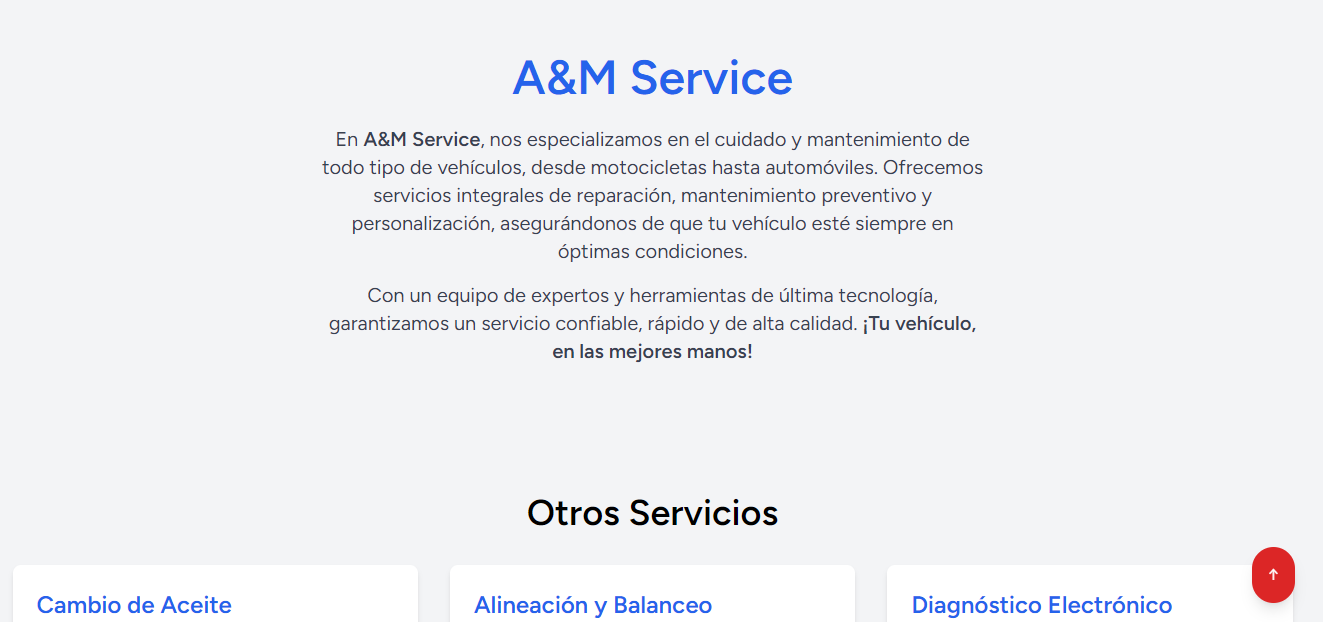 A&M Service
En A&M Service, nos especializamos en el cuidado y mantenimiento de
todo tipo de vehículos, desde motocicletas hasta automóviles. Ofrecemos
servicios integrales de reparación, mantenimiento preventivo y
personalización, asegurándonos de que tu vehículo esté siempre en
óptimas condiciones.
Con un equipo de expertos y herramientas de última tecnología,
garantizamos un servicio confiable, rápido y de alta calidad. ¡Tu vehículo,
en las mejores manos!
Otros Servicios
Cambio de Aceite
Alineación y Balanceo
Diagnóstico Electrónico